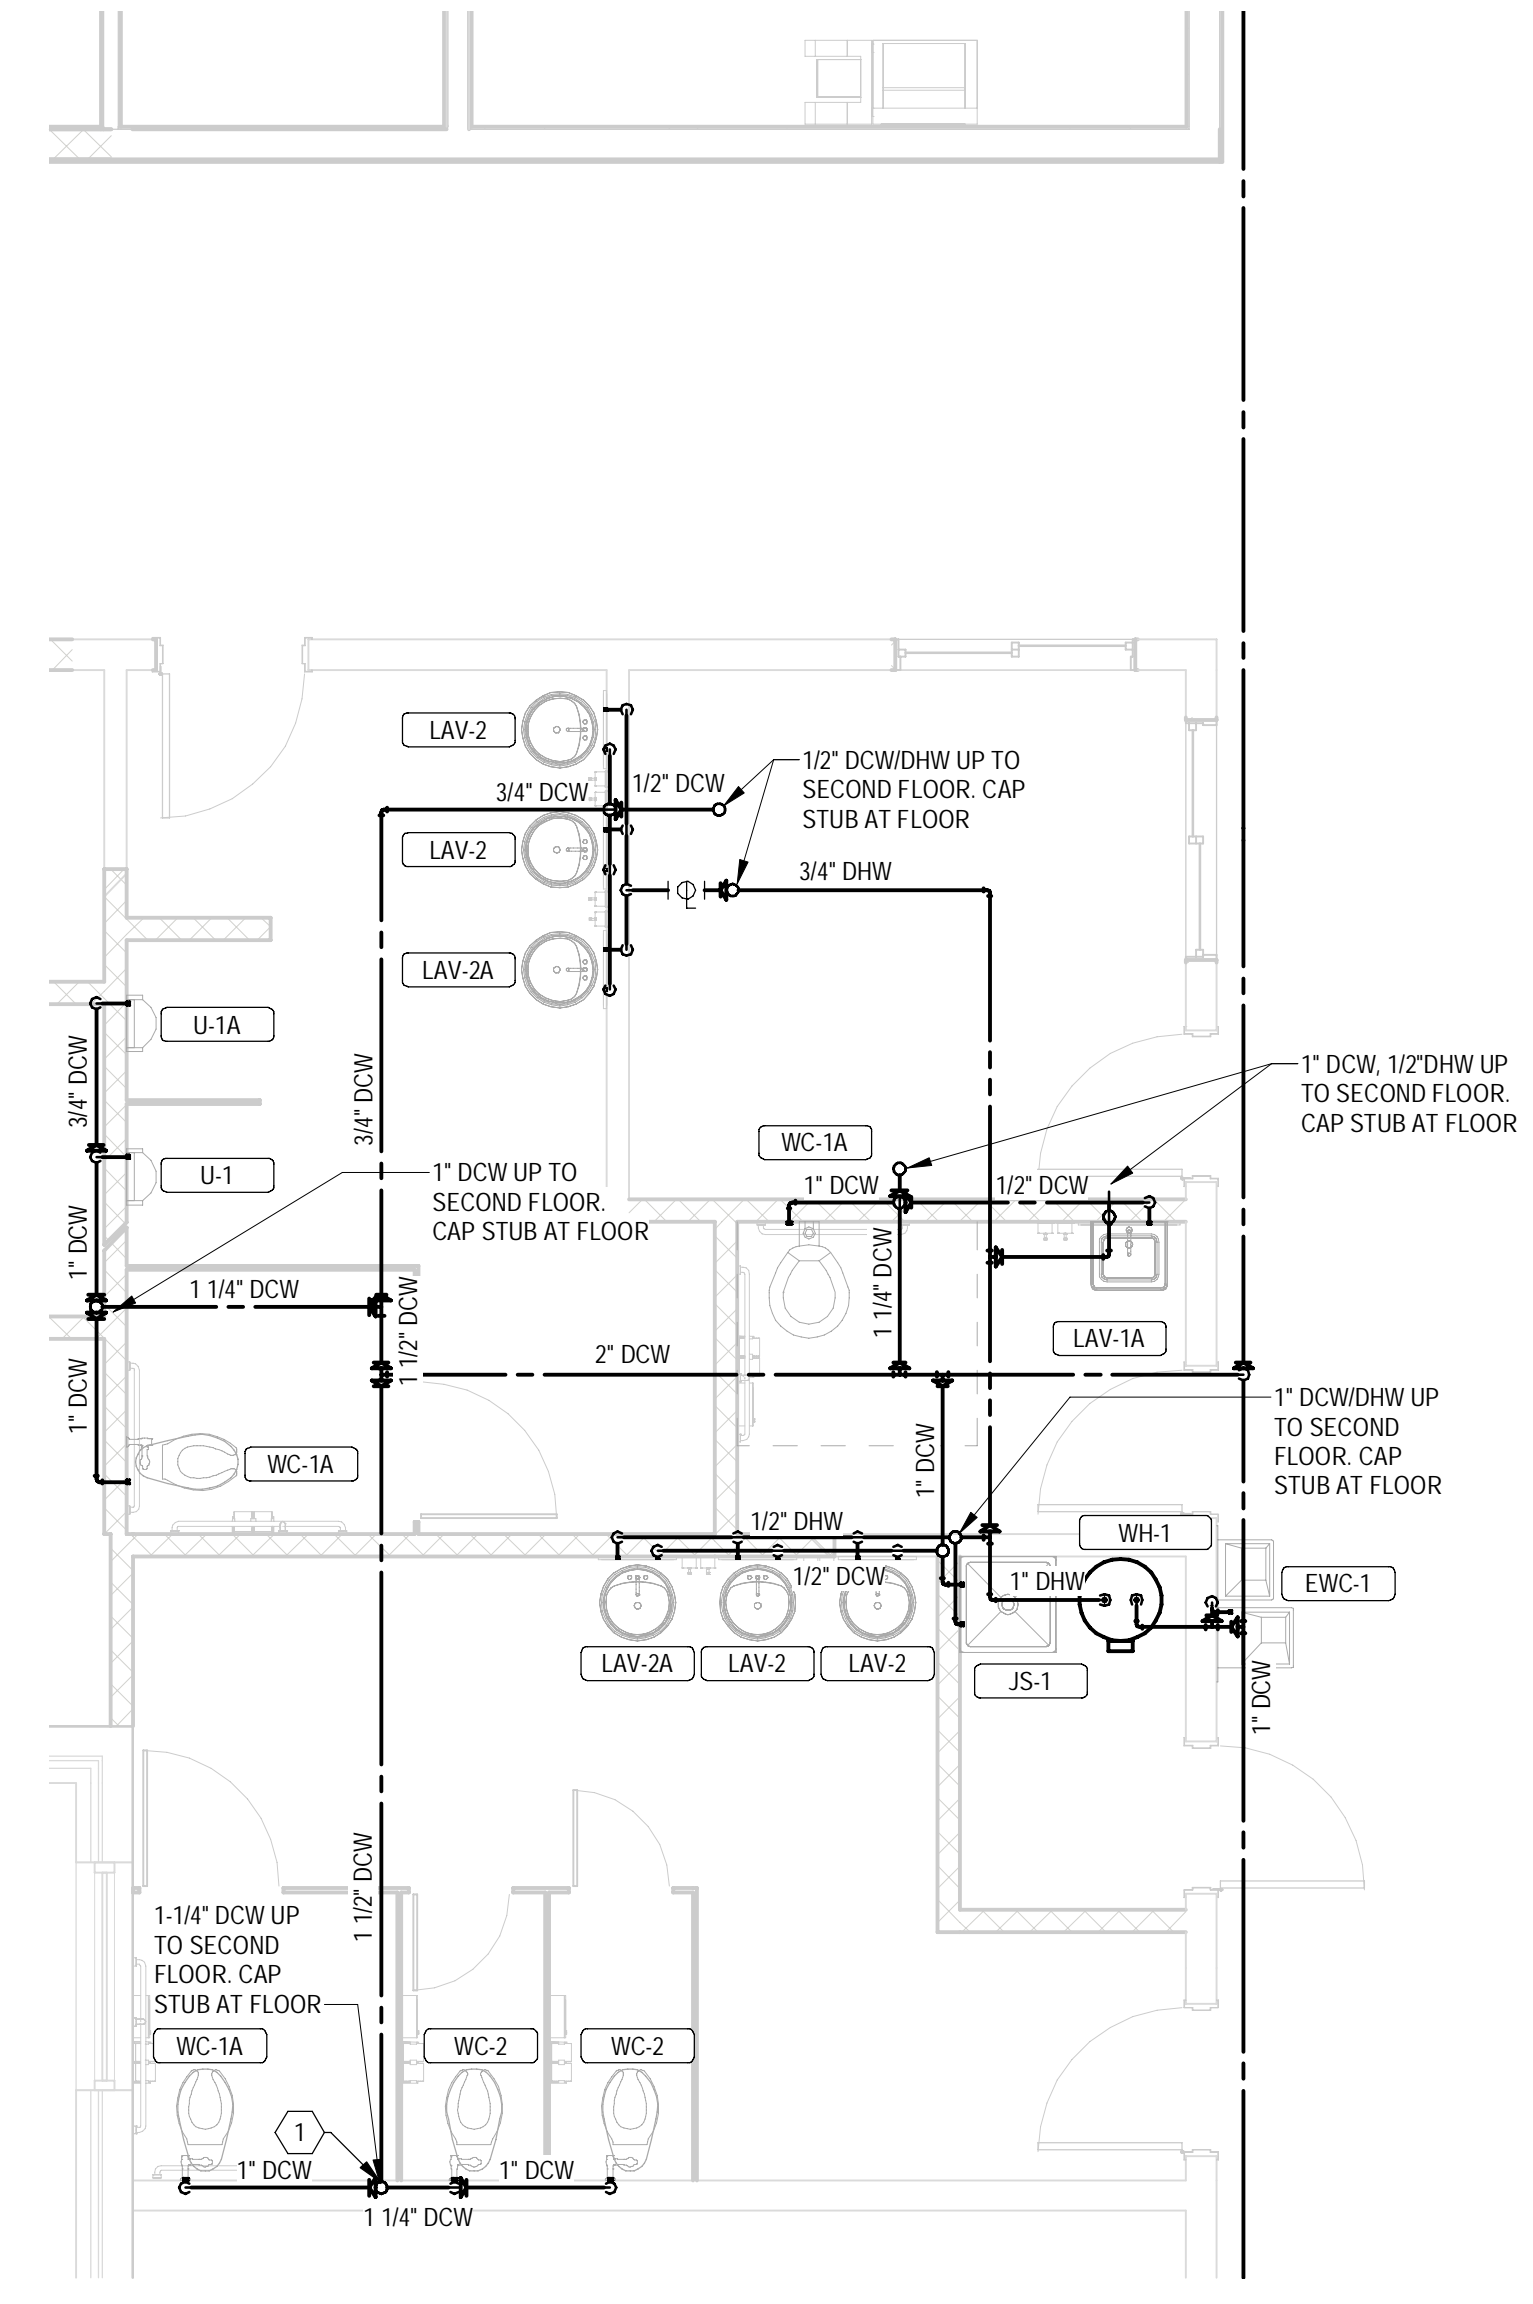 LAV-2
1/2" DCW/DHW UP TO
SECOND FLOOR. CAP
STUB AT FLOOR
3/4" DCW
1/2" DCW
LAV-2
3/4" DHW
LAV-2A
U-1A
3/4" DCW
3/4" DCW
1" DCW, 1/2"DHW UP
TO SECOND FLOOR.
CAP STUB AT FLOOR
WC-1A
U-1
1" DCW UP TO
SECOND FLOOR.
CAP STUB AT FLOOR
1" DCW
1/2" DCW
1" DCW
1 1/4" DCW
1 1/4" DCW
1 1/2" DCW
LAV-1A
2" DCW
1" DCW
1" DCW/DHW UP
TO SECOND
FLOOR. CAP
STUB AT FLOOR
WC-1A
1" DCW
1/2" DHW
WH-1
1/2" DCW
1" DHW
EWC-1
LAV-2A
LAV-2
LAV-2
JS-1
1" DCW
1 1/2" DCW
1-1/4" DCW UP
TO SECOND
FLOOR. CAP
STUB AT FLOOR
WC-1A
WC-2
WC-2
1
1" DCW
1" DCW
1 1/4" DCW